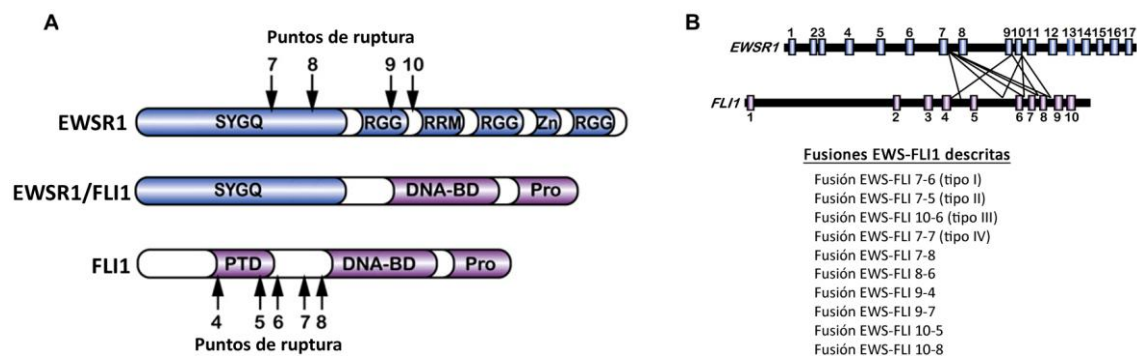 A
Puntos de ruptura
7 8 9 10
EWSR1 SYGQ RGG RRM RGG Zn RGG
EWSR1/FLI1 SYGQ DNA-BD Pro
FLI1 PTD DNA-BD Pro
4 5 6 7 8
Puntos de ruptura
B
1 2 3 4 5 6 7 8 9 10 11 12 13 14 15 16 17
EWSR1
FLI1
1 2 3 4 5 6 7 8 9 10
Fusiones EWS-FLI1 descritas
Fusión EWS-FLI 7-6 (tipo I)
Fusión EWS-FLI 7-5 (tipo II)
Fusión EWS-FLI 10-6 (tipo III)
Fusión EWS-FLI 7-7 (tipo IV)
Fusión EWS-FLI 7-8
Fusión EWS-FLI 8-6
Fusión EWS-FLI 9-4
Fusión EWS-FLI 9-7
Fusión EWS-FLI 10-5
Fusión EWS-FLI 10-8